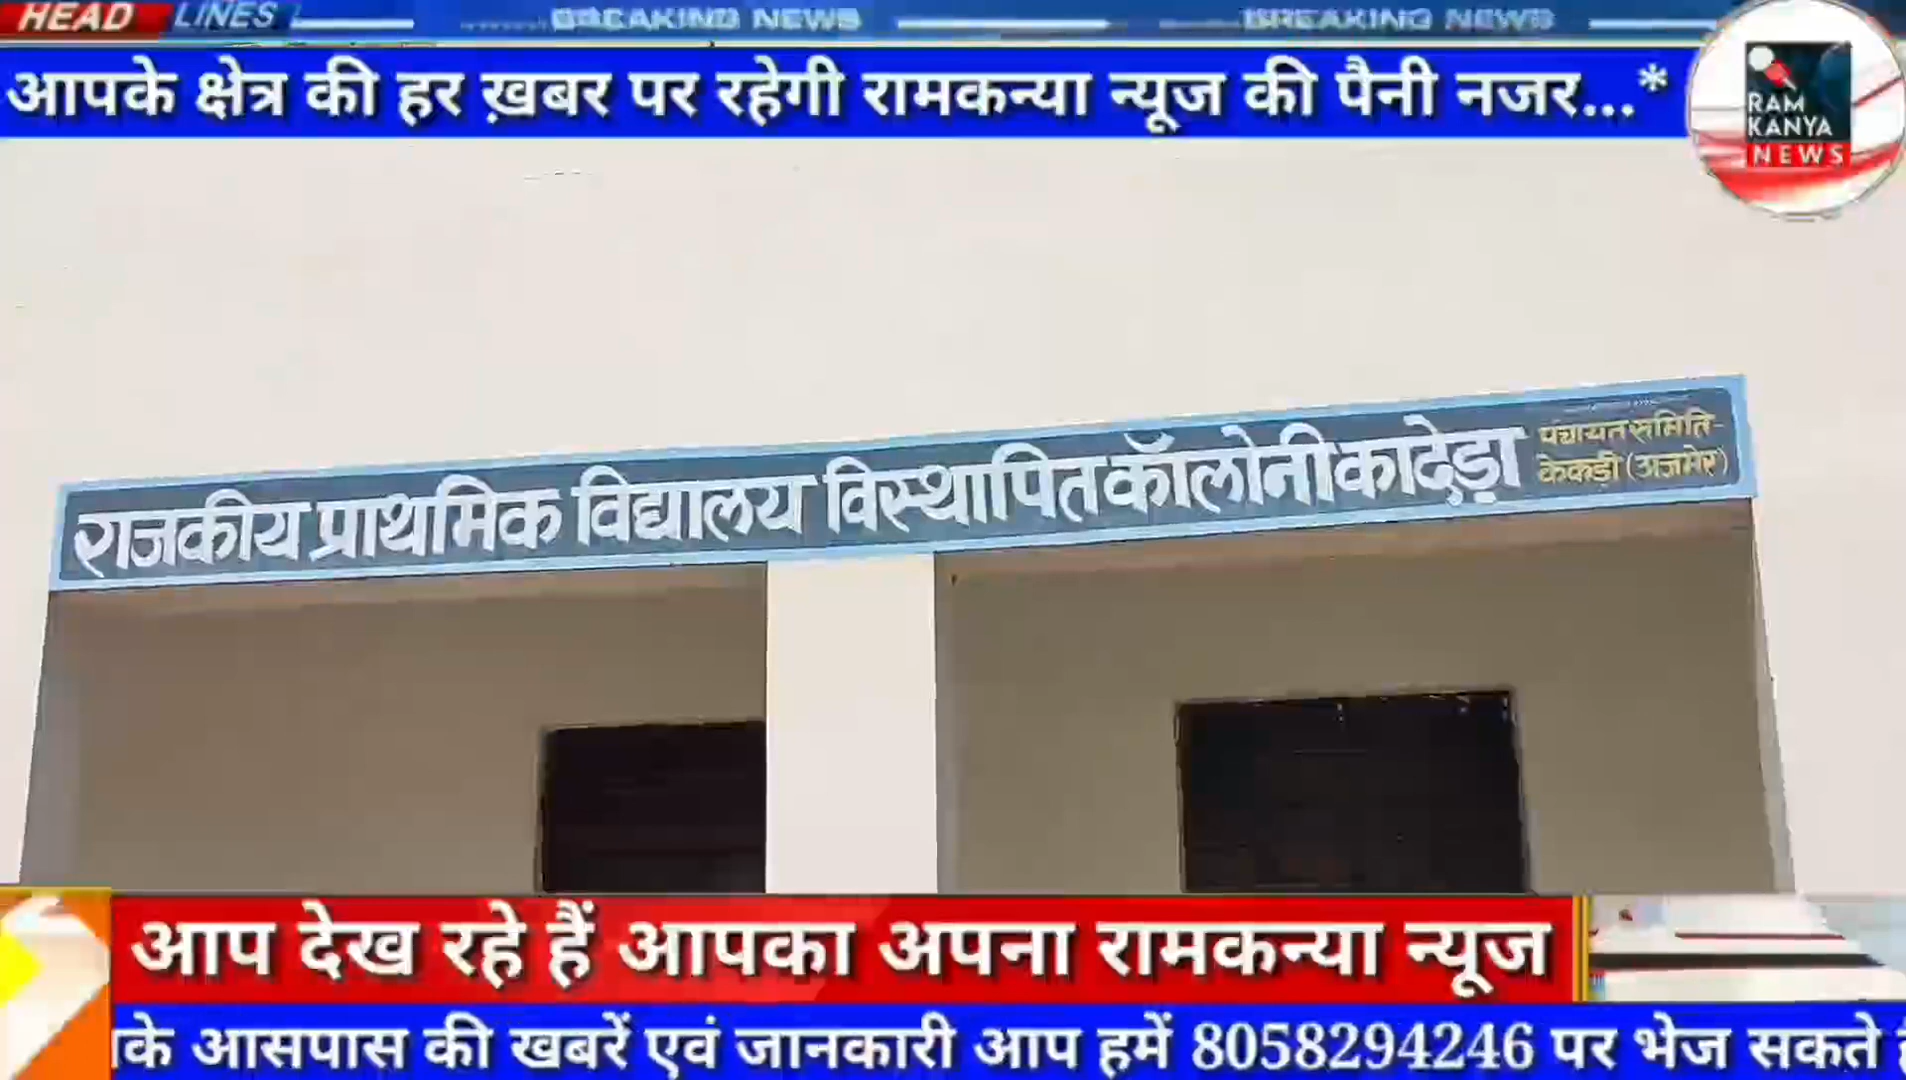 HEAD LINES BREAKING NEWS BREAKING NEWS
आपके क्षेत्र की हर ख़बर पर रहेगी रामकन्या न्यूज की पैनी नजर...*
RAM
KANYA
NEWS
राजकीय प्राथमिक विद्यालय विस्थापित कॉलोनी कादेड़ा
पंचायत समिति-
केकड़ी (अजमेर)
आप देख रहे हैं आपका अपना रामकन्या न्यूज
के आसपास की खबरें एवं जानकारी आप हमें 8058294246 पर भेज सकते